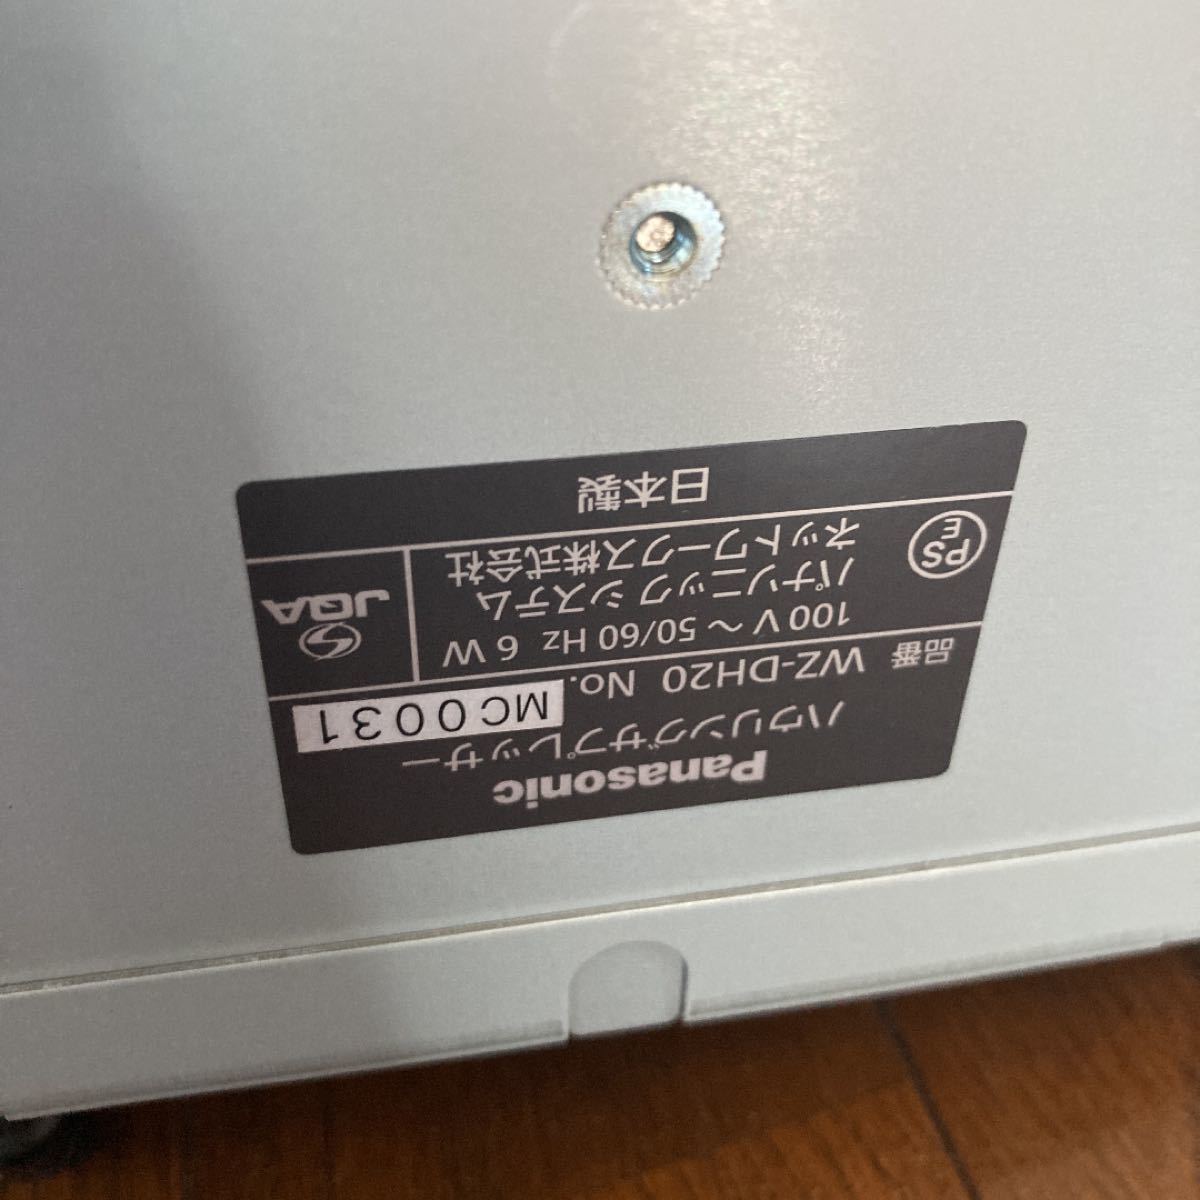 Panasonic
ハウリングサプレッサー
品番 WZ-DH20 No. MC0031
100 V ~ 50/60 Hz 6 W
パナソニック システム
ネットワークス株式会社
PS
E
JQA
日本製